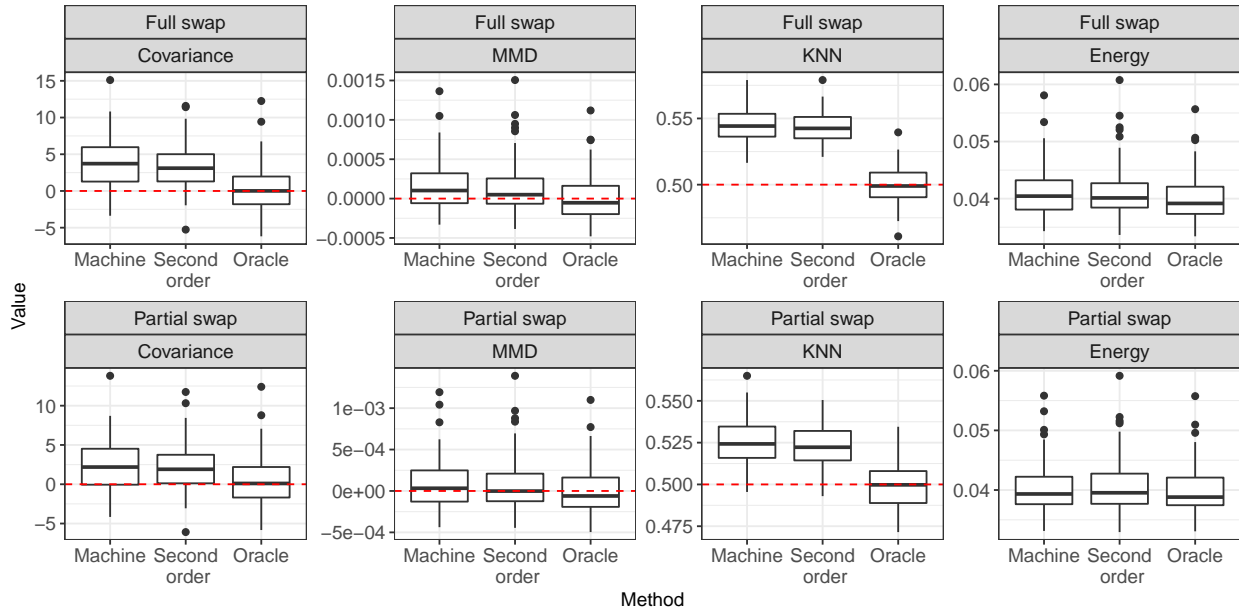 Full swap Full swap Full swap Full swap
Covariance MMD KNN Energy
15
10
5
0
−5
0.0015
0.0010
0.0005
0.0000
−0.0005
0.55
0.50
0.06
0.05
0.04
Machine Second Oracle Machine Second Oracle Machine Second Oracle Machine Second Oracle
order order order order
Value
Partial swap Partial swap Partial swap Partial swap
Covariance MMD KNN Energy
10
5
0
−5
1e−03
5e−04
0e+00
−5e−04
0.550
0.525
0.500
0.475
0.06
0.05
0.04
Machine Second Oracle Machine Second Oracle Machine Second Oracle Machine Second Oracle
order order order order
Method